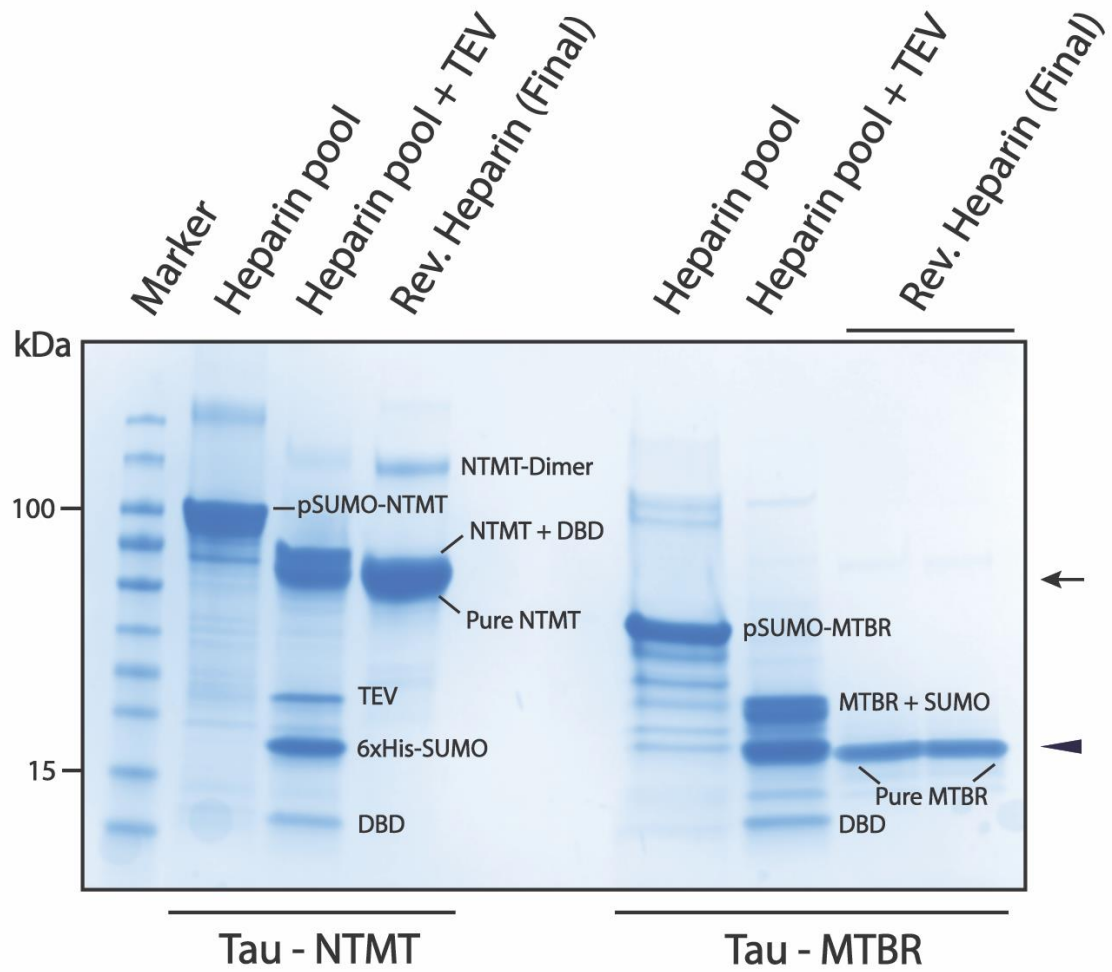 Marker
Heparin pool
Heparin pool + TEV
Rev. Heparin (Final)
Heparin pool
Heparin pool + TEV
Rev. Heparin (Final)
kDa
100
15
NTMT-Dimer
pSUMO-NTMT
NTMT + DBD
Pure NTMT
TEV
6xHis-SUMO
DBD
pSUMO-MTBR
MTBR + SUMO
Pure MTBR
DBD
Tau - NTMT
Tau - MTBR